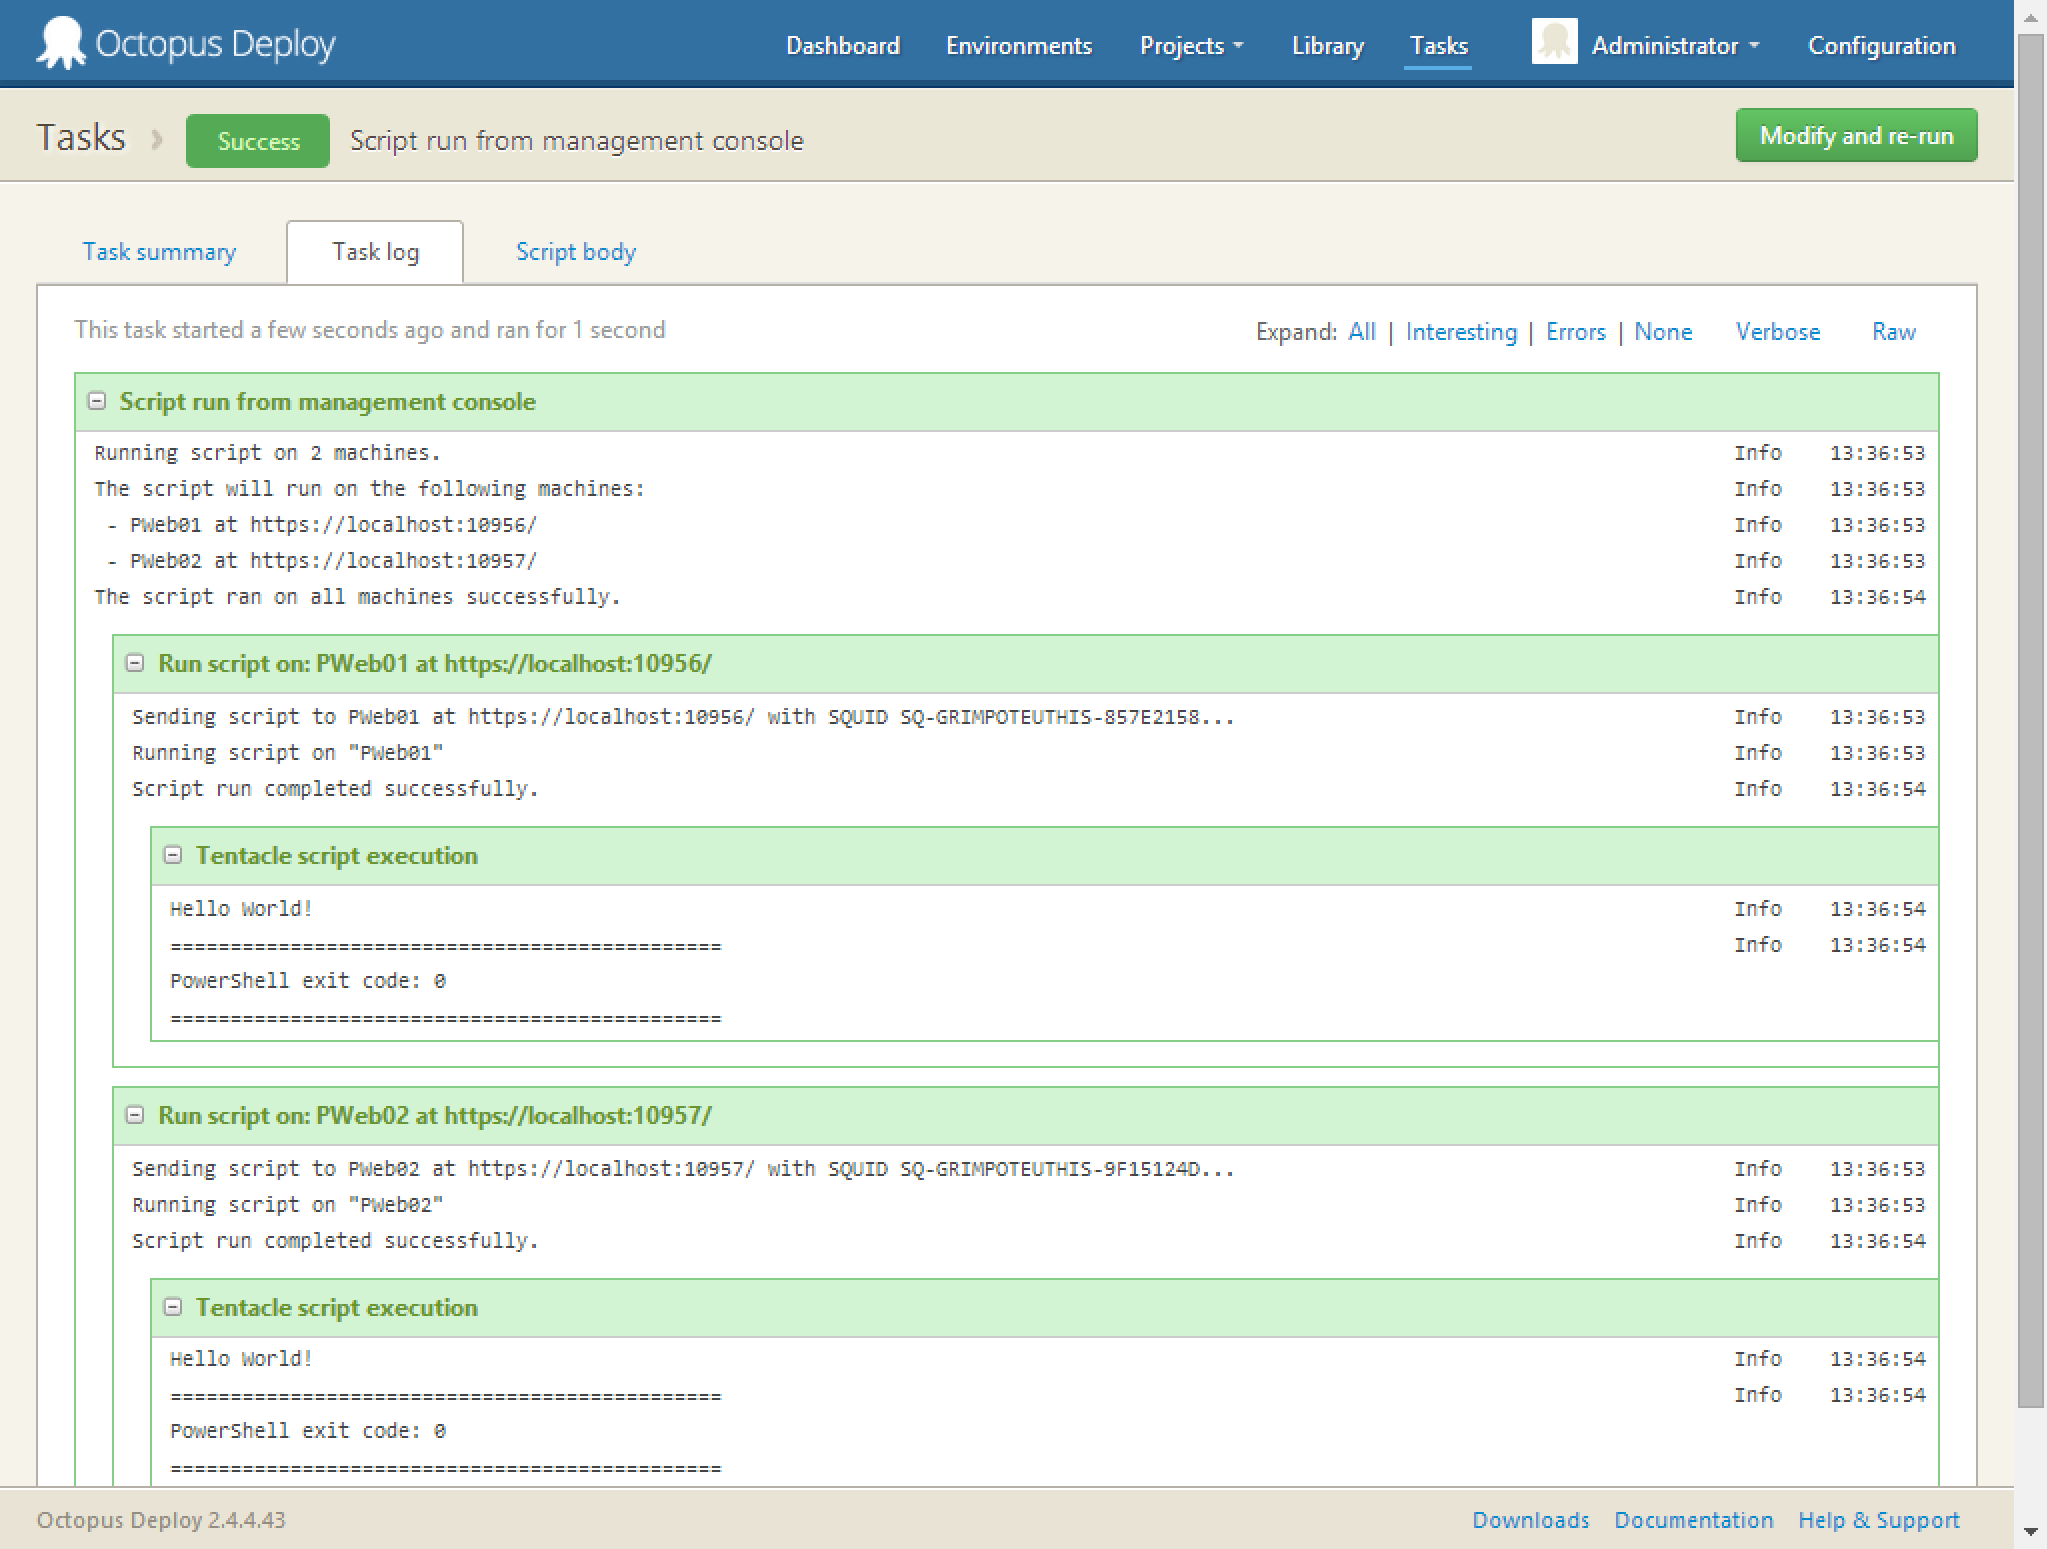 Octopus Deploy Dashboard Environments Projects Library Tasks Administrator Configuration
Tasks Success Script run from management console Modify and re-run
Task summary Task log Script body
This task started a few seconds ago and ran for 1 second Expand: All | Interesting | Errors | None Verbose Raw
Script run from management console
Running script on 2 machines. Info 13:36:53
The script will run on the following machines: Info 13:36:53
- PWeb01 at https://localhost:10956/ Info 13:36:53
- PWeb02 at https://localhost:10957/ Info 13:36:53
The script ran on all machines successfully. Info 13:36:54
Run script on: PWeb01 at https://localhost:10956/
Sending script to PWeb01 at https://localhost:10956/ with SQUID SQ-GRIMPOTEUTHIS-857E2158... Info 13:36:53
Running script on "PWeb01" Info 13:36:53
Script run completed successfully. Info 13:36:54
Tentacle script execution
Hello World! Info 13:36:54
============================================== Info 13:36:54
PowerShell exit code: 0
==============================================
Run script on: PWeb02 at https://localhost:10957/
Sending script to PWeb02 at https://localhost:10957/ with SQUID SQ-GRIMPOTEUTHIS-9F15124D... Info 13:36:53
Running script on "PWeb02" Info 13:36:53
Script run completed successfully. Info 13:36:54
Tentacle script execution
Hello World! Info 13:36:54
============================================== Info 13:36:54
PowerShell exit code: 0
==============================================
Octopus Deploy 2.4.4.43 Downloads Documentation Help & Support